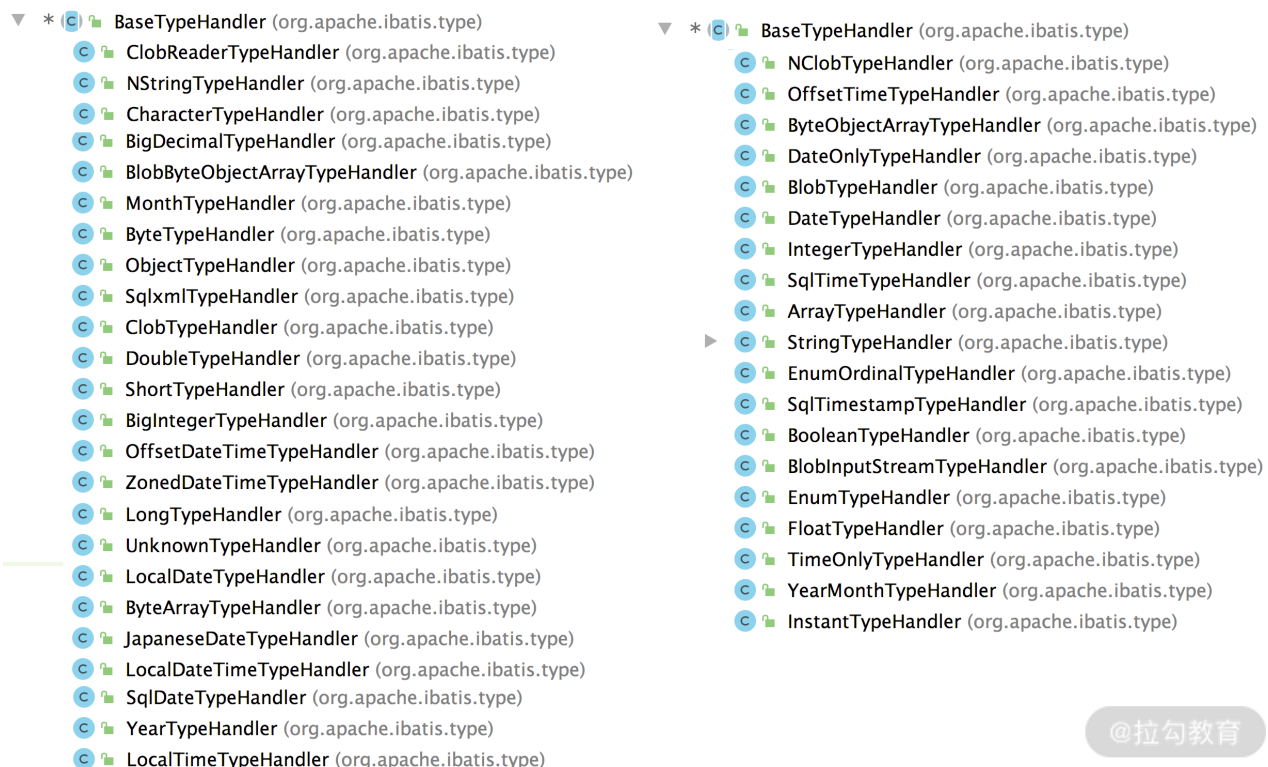 * C BaseTypeHandler (org.apache.ibatis.type)
C ClobReaderTypeHandler (org.apache.ibatis.type)
C NStringTypeHandler (org.apache.ibatis.type)
C CharacterTypeHandler (org.apache.ibatis.type)
C BigDecimalTypeHandler (org.apache.ibatis.type)
C BlobByteObjectArrayTypeHandler (org.apache.ibatis.type)
C MonthTypeHandler (org.apache.ibatis.type)
C ByteTypeHandler (org.apache.ibatis.type)
C ObjectTypeHandler (org.apache.ibatis.type)
C SqlxmlTypeHandler (org.apache.ibatis.type)
C ClobTypeHandler (org.apache.ibatis.type)
C DoubleTypeHandler (org.apache.ibatis.type)
C ShortTypeHandler (org.apache.ibatis.type)
C BigIntegerTypeHandler (org.apache.ibatis.type)
C OffsetDateTimeTypeHandler (org.apache.ibatis.type)
C ZonedDateTimeTypeHandler (org.apache.ibatis.type)
C LongTypeHandler (org.apache.ibatis.type)
C UnknownTypeHandler (org.apache.ibatis.type)
C LocalDateTypeHandler (org.apache.ibatis.type)
C ByteArrayTypeHandler (org.apache.ibatis.type)
C JapaneseDateTypeHandler (org.apache.ibatis.type)
C LocalDateTimeTypeHandler (org.apache.ibatis.type)
C SqlDateTypeHandler (org.apache.ibatis.type)
C YearTypeHandler (org.apache.ibatis.type)
C LocalTimeTypeHandler (org.apache.ibatis.type)
* C BaseTypeHandler (org.apache.ibatis.type)
C NClobTypeHandler (org.apache.ibatis.type)
C OffsetTimeTypeHandler (org.apache.ibatis.type)
C ByteObjectArrayTypeHandler (org.apache.ibatis.type)
C DateOnlyTypeHandler (org.apache.ibatis.type)
C BlobTypeHandler (org.apache.ibatis.type)
C DateTypeHandler (org.apache.ibatis.type)
C IntegerTypeHandler (org.apache.ibatis.type)
C SqlTimeTypeHandler (org.apache.ibatis.type)
C ArrayTypeHandler (org.apache.ibatis.type)
C StringTypeHandler (org.apache.ibatis.type)
C EnumOrdinalTypeHandler (org.apache.ibatis.type)
C SqlTimestampTypeHandler (org.apache.ibatis.type)
C BooleanTypeHandler (org.apache.ibatis.type)
C BlobInputStreamTypeHandler (org.apache.ibatis.type)
C EnumTypeHandler (org.apache.ibatis.type)
C FloatTypeHandler (org.apache.ibatis.type)
C TimeOnlyTypeHandler (org.apache.ibatis.type)
C YearMonthTypeHandler (org.apache.ibatis.type)
C InstantTypeHandler (org.apache.ibatis.type)
@拉勾教育